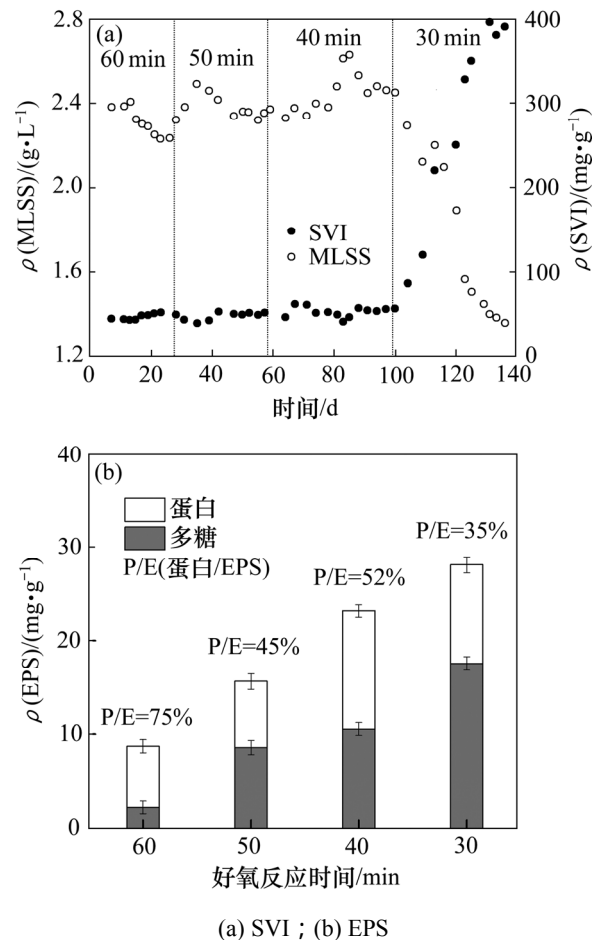 (a)
60 min
50 min
40 min
30 min
2.8
2.4
2.0
1.6
1.2
ρ(MLSS)/(g•L⁻¹)
400
300
200
100
0
ρ(SVI)/(mg•g⁻¹)
SVI
MLSS
0 20 40 60 80 100 120 140
时间/d
(b)
40
30
20
10
0
ρ(EPS)/(mg•g⁻¹)
蛋白
多糖
P/E(蛋白/EPS)
P/E=75%
P/E=45%
P/E=52%
P/E=35%
60 50 40 30
好氧反应时间/min
(a) SVI；(b) EPS